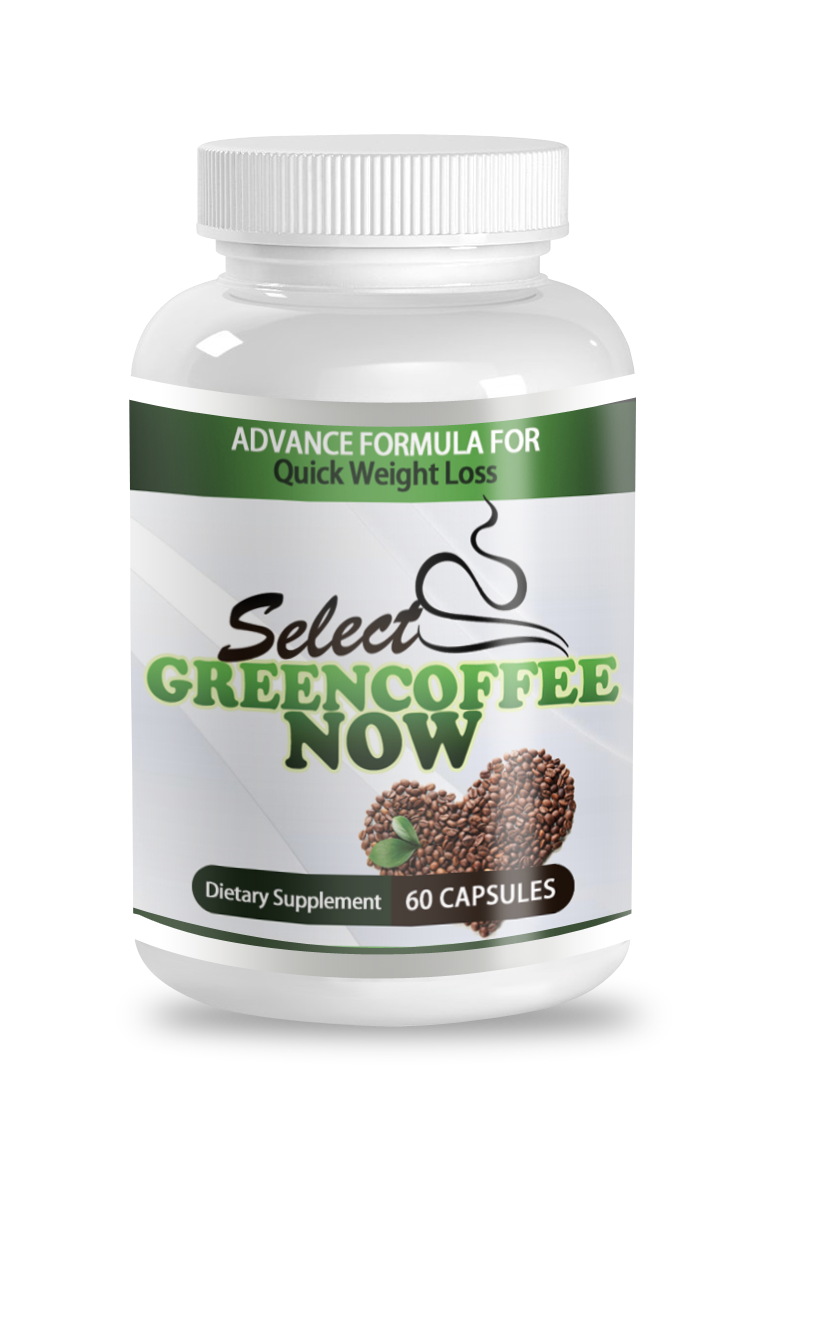 ADVANCE FORMULA FOR
Quick Weight Loss
Select
GREENCOFFEE
NOW
Dietary Supplement 60 CAPSULES